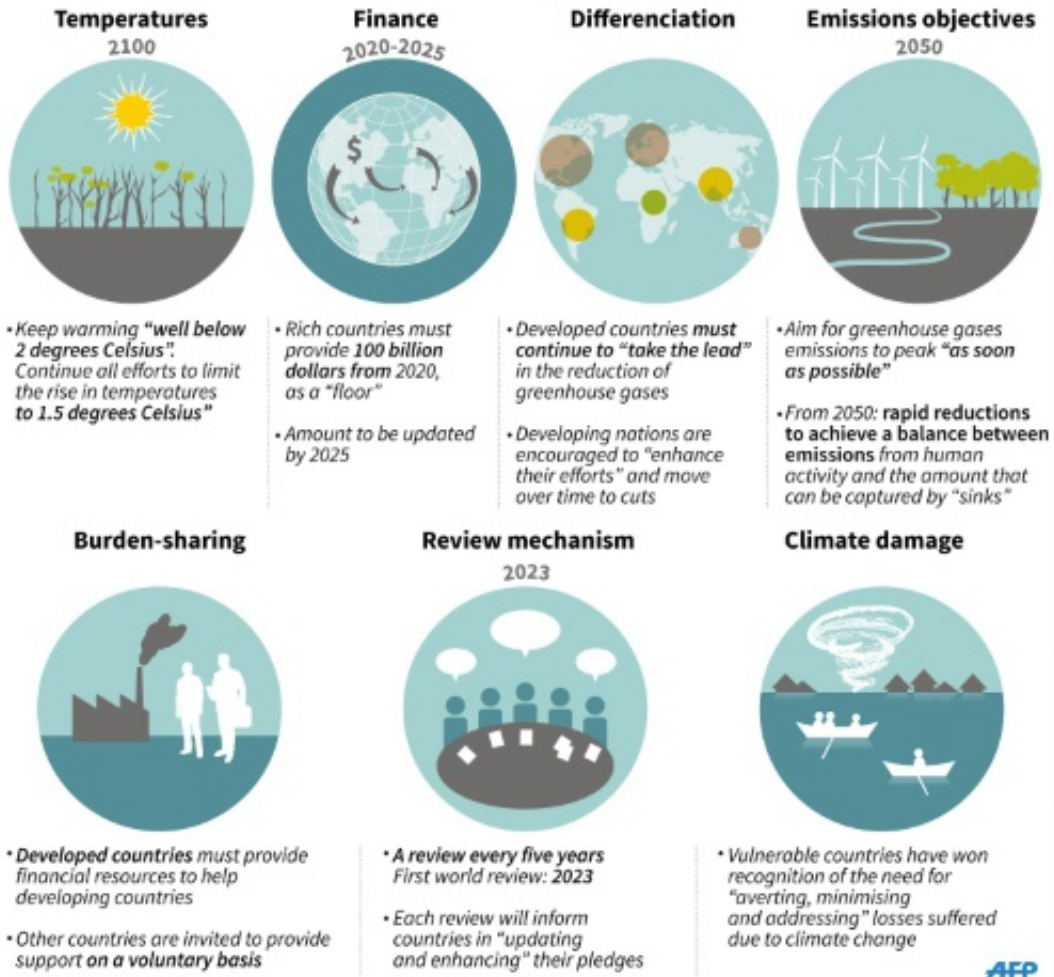 Temperatures
2100
• Keep warming “well below
2 degrees Celsius”.
Continue all efforts to limit
the rise in temperatures
to 1.5 degrees Celsius”
Finance
2020-2025
$
• Rich countries must
provide 100 billion
dollars from 2020,
as a “floor”
• Amount to be updated
by 2025
Differenciation
• Developed countries must
continue to “take the lead”
in the reduction of
greenhouse gases
• Developing nations are
encouraged to “enhance
their efforts” and move
over time to cuts
Emissions objectives
2050
• Aim for greenhouse gases
emissions to peak “as soon
as possible”
• From 2050: rapid reductions
to achieve a balance between
emissions from human
activity and the amount that
can be captured by “sinks”
Burden-sharing
• Developed countries must provide
financial resources to help
developing countries
• Other countries are invited to provide
support on a voluntary basis
Review mechanism
2023
• A review every five years
First world review: 2023
• Each review will inform
countries in “updating
and enhancing” their pledges
Climate damage
• Vulnerable countries have won
recognition of the need for
“averting, minimising
and addressing” losses suffered
due to climate change
AFP